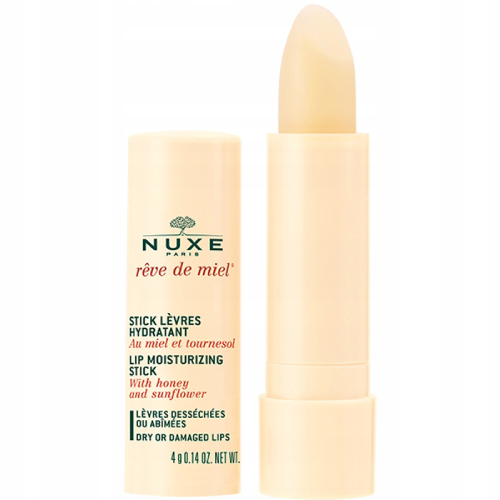 NUXE
PARIS
rêve de miel®
STICK LÈVRES
HYDRATANT
Au miel et tournesol
LIP MOISTURIZING
STICK
With honey
and sunflower
LÈVRES DESSÉCHÉES
OU ABÎMÉES
DRY OR DAMAGED LIPS
4 g 0.14 OZ. NET WT.